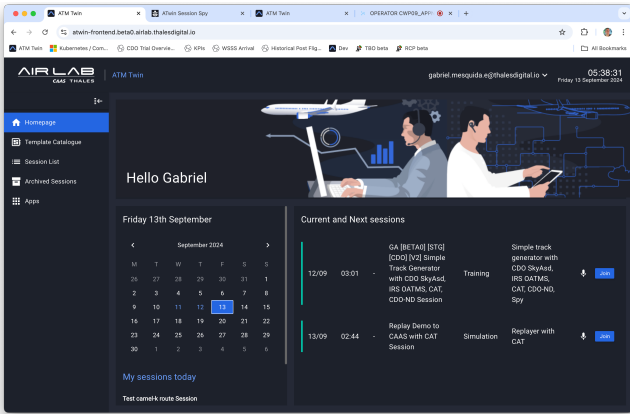 ATM Twin
ATwin Session Spy
ATM Twin
OPERATOR CWP09_APP
atwin-frontend.beta0.airlab.thalesdigital.io
ATM Twin
Kubernetes / Com...
CDO Trial Overvie...
KPIs
WSSS Arrival
Historical Post Flig...
Dev
TBO beta
RCP beta
All Bookmarks
AIR LAB
CAAS THALES
ATM Twin
gabriel.mesquida.e@thalesdigital.io
05:38:31
Friday 13 September 2024
Homepage
Template Catalogue
Session List
Archived Sessions
Apps
Hello Gabriel
Friday 13th September
September 2024
M T W T F S S
26 27 28 29 30 31 1
2 3 4 5 6 7 8
9 10 11 12 13 14 15
16 17 18 19 20 21 22
23 24 25 26 27 28 29
30 1 2 3 4 5 6
My sessions today
Test camel-k route Session
Current and Next sessions
12/09 03:01 -
GA [BETA0] [STG]
[CDO] [V2] Simple
Track Generator
with CDO SkyAsd,
IRS OATMS, CAT,
CDO-ND Session
Training
Simple track
generator with
CDO SkyAsd,
IRS OATMS,
CAT, CDO-ND,
Spy
Join
13/09 02:44 -
Replay Demo to
CAAS with CAT
Session
Simulation
Replayer with
CAT
Join